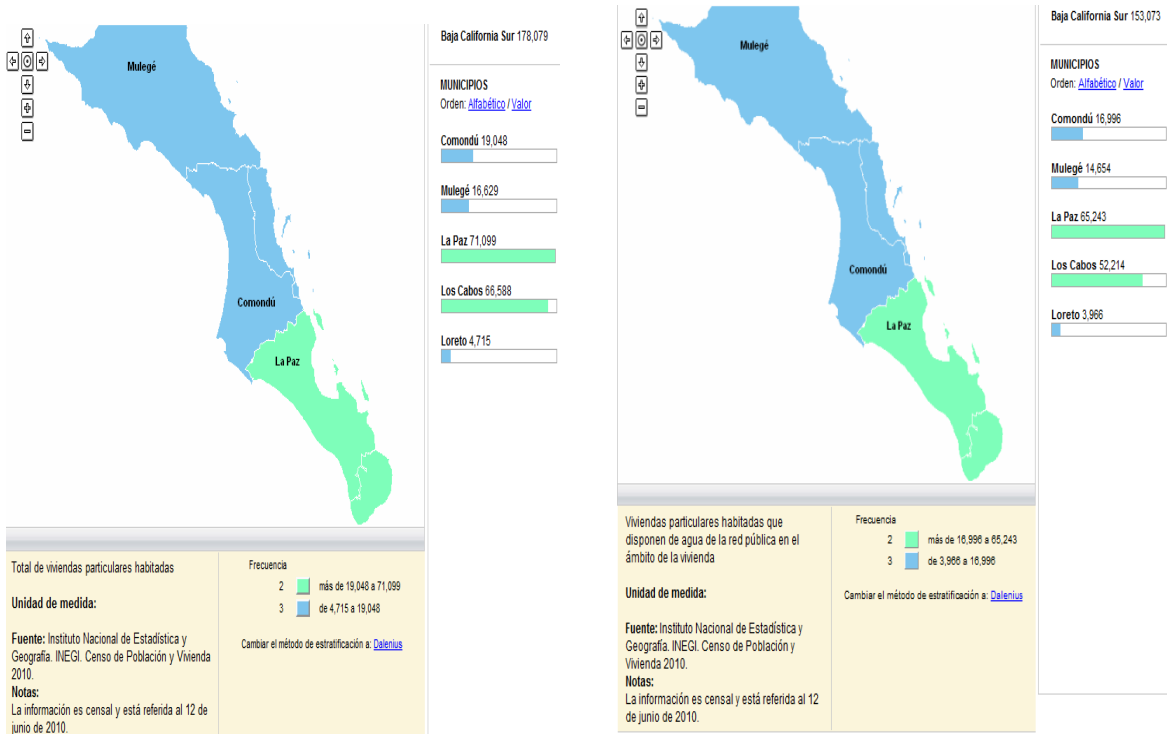 Mulegé
Comondú
La Paz
Baja California Sur 178,079
MUNICIPIOS
Orden: Alfabético / Valor
Comondú 19,048
Mulegé 16,629
La Paz 71,099
Los Cabos 66,588
Loreto 4,715
Total de viviendas particulares habitadas
Unidad de medida:
Fuente: Instituto Nacional de Estadística y
Geografía. INEGI. Censo de Población y Vivienda
2010.
Notas:
La información es censal y está referida al 12 de
junio de 2010.
Frecuencia
2 más de 19,048 a 71,099
3 de 4,715 a 19,048
Cambiar el método de estratificación a: Dalenius
Mulegé
Comondú
La Paz
Baja California Sur 153,073
MUNICIPIOS
Orden: Alfabético / Valor
Comondú 16,996
Mulegé 14,654
La Paz 65,243
Los Cabos 52,214
Loreto 3,966
Viviendas particulares habitadas que
disponen de agua de la red pública en el
ámbito de la vivienda
Unidad de medida:
Fuente: Instituto Nacional de Estadística y
Geografía. INEGI. Censo de Población y
Vivienda 2010.
Notas:
La información es censal y está referida al 12
de junio de 2010.
Frecuencia
2 más de 16,996 a 65,243
3 de 3,966 a 16,996
Cambiar el método de estratificación a: Dalenius